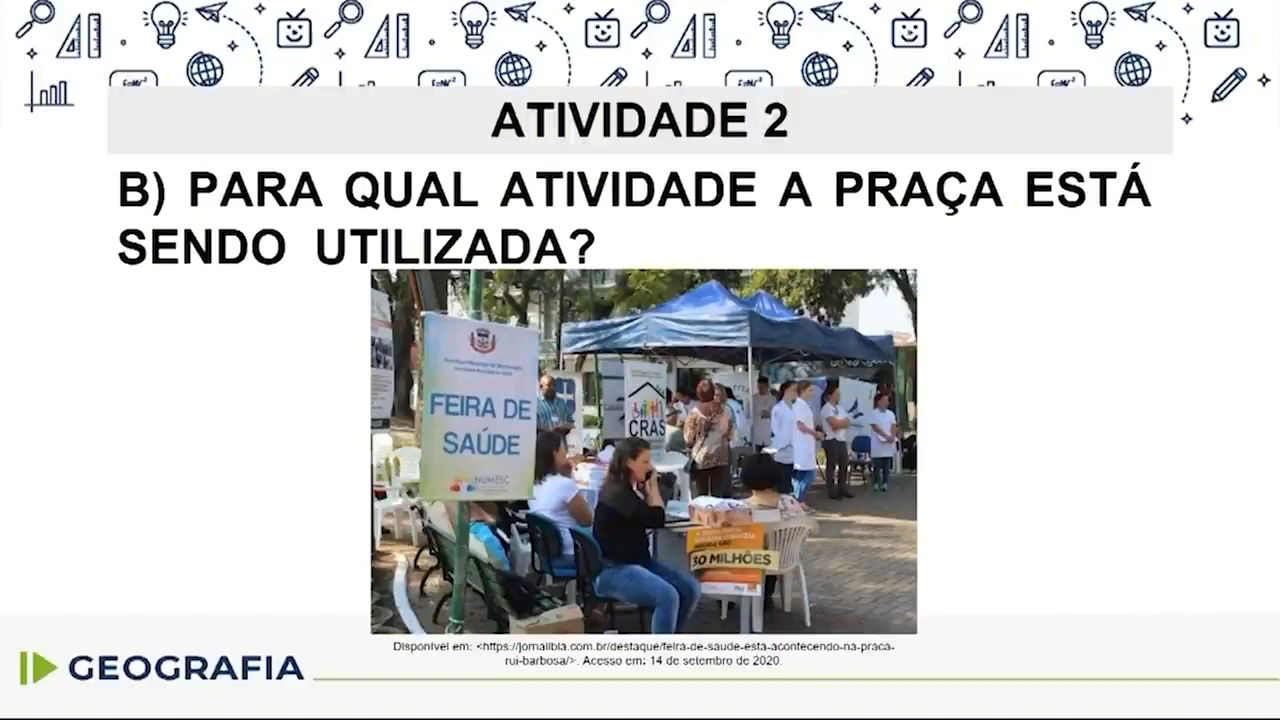 ATIVIDADE 2
B) PARA QUAL ATIVIDADE A PRAÇA ESTÁ
SENDO UTILIZADA?
FEIRA DE
SAÚDE
NUMESC
CRAS
30 MILHÕES
Disponível em: <https://jornalibia.com.br/destaque/feira-de-saude-esta-acontecendo-na-praca-
rui-barbosa/>. Acesso em: 14 de setembro de 2020.
GEOGRAFIA